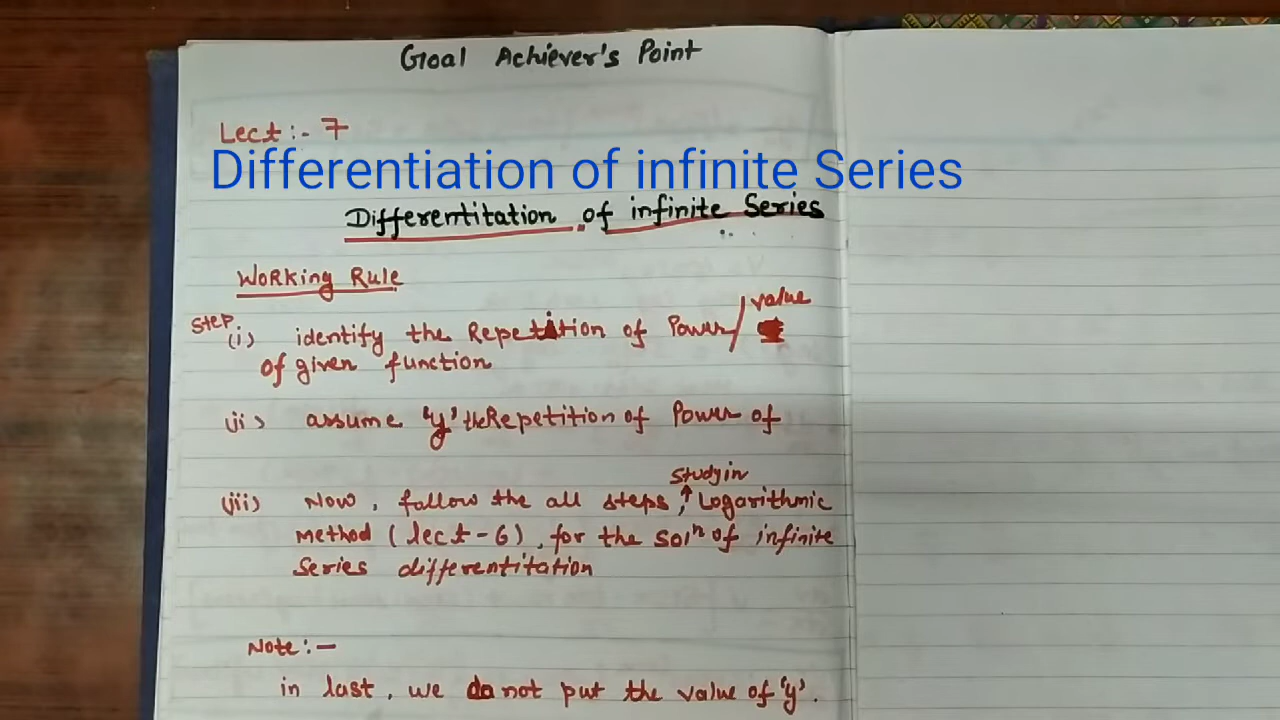 Goal Achiever's Point
Lect :- 7
Differentiation of infinite Series
Differentitation of infinite Series
Working Rule
Step (i) identify the Repetition of Power / value
of given function
(ii) assume 'y' the Repetition of Power of
Study in
(iii) Now, follow the all steps, ↑ Logarithmic
method (lect-6), for the solⁿ of infinite
Series differentitation
Note :-
in last, we do not put the value of 'y'.